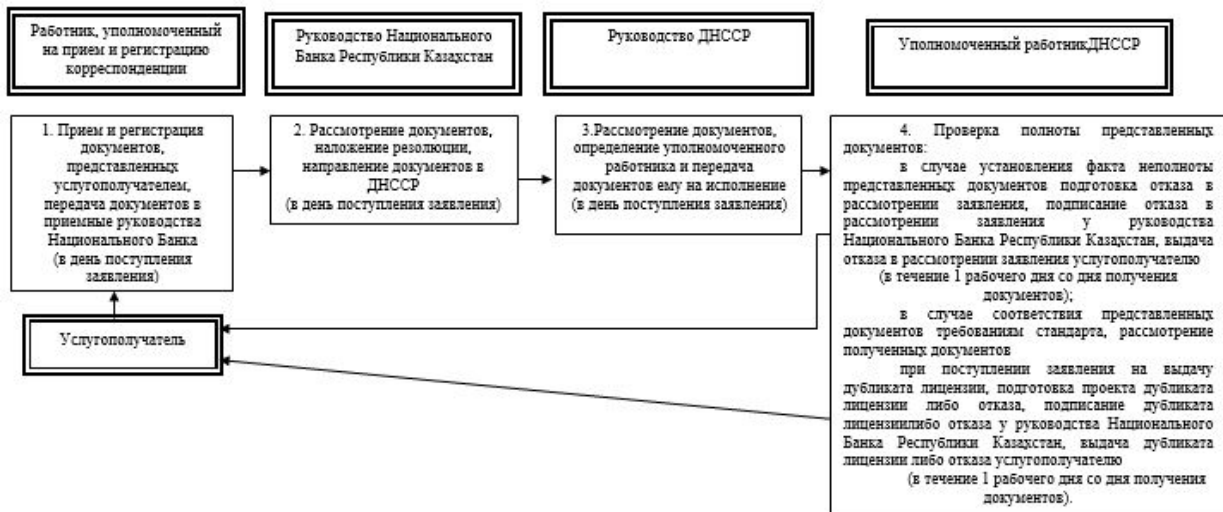 Работник, уполномоченный
на прием и регистрацию
корреспонденции
Руководство Национального
Банка Республики Казахстан
Руководство ДНССР
Уполномоченный работникДНССР
1. Прием и регистрация
документов,
представленных
услугополучателем,
передача документов в
приемные руководства
Национального Банка
(в день поступления
заявления)
2. Рассмотрение документов,
наложение резолюции,
направление документов в
ДНССР
(в день поступления заявления)
3.Рассмотрение документов,
определение уполномоченного
работника и передача
документов ему на исполнение
(в день поступления заявления)
4. Проверка полноты представленных
документов:
в случае установления факта неполноты
представленных документов подготовка отказа в
рассмотрении заявления, подписание отказа в
рассмотрении заявления у руководства
Национального Банка Республики Казахстан, выдача
отказа в рассмотрении заявления услугополучателю
(в течение 1 рабочего дня со дня получения
документов);
в случае соответствия представленных
документов требованиям стандарта, рассмотрение
полученных документов
при поступлении заявления на выдачу
дубликата лицензии, подготовка проекта дубликата
лицензии либо отказа, подписание дубликата
лицензиилибо отказа у руководства Национального
Банка Республики Казахстан, выдача дубликата
лицензии либо отказа услугополучателю
(в течение 1 рабочего дня со дня получения
документов).
Услугополучатель